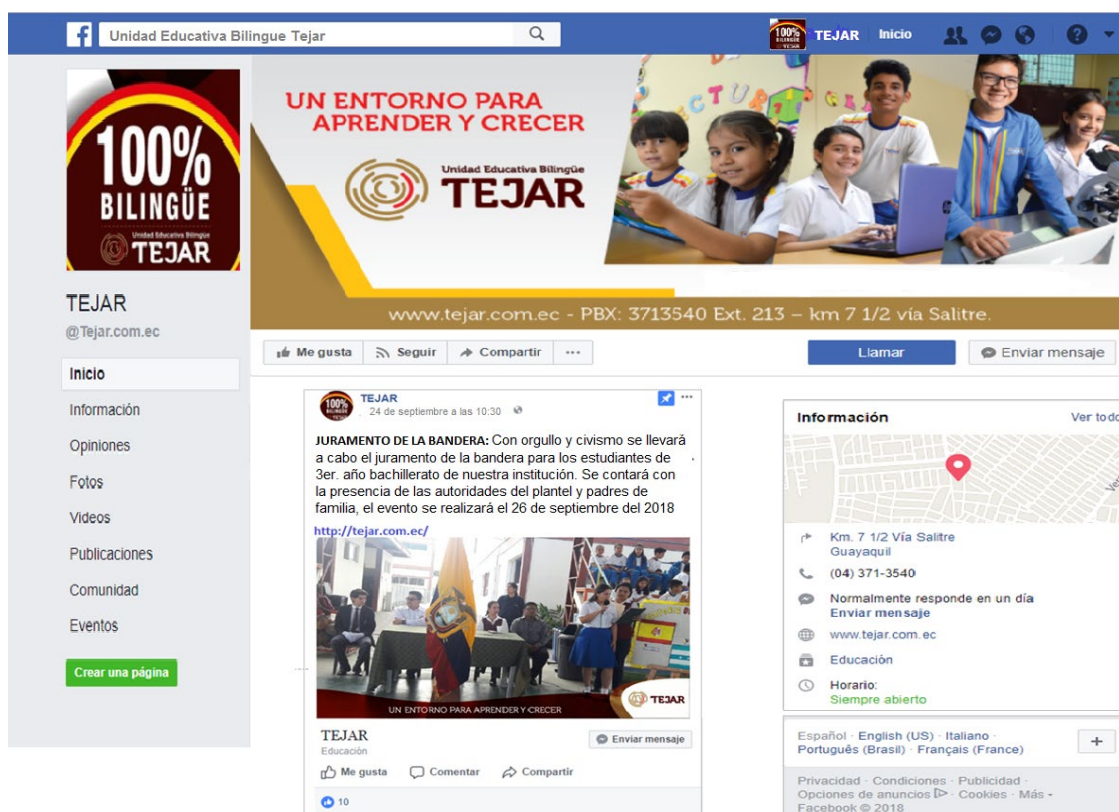 Unidad Educativa Bilingue Tejar
100% BILINGÜE TEJAR
TEJAR
Inicio
100%
BILINGÜE
Unidad Educativa Bilingüe
TEJAR
UN ENTORNO PARA
APRENDER Y CRECER
Unidad Educativa Bilingüe
TEJAR
www.tejar.com.ec - PBX: 3713540 Ext. 213 – km 7 1/2 vía Salitre.
TEJAR
@Tejar.com.ec
Inicio
Información
Opiniones
Fotos
Videos
Publicaciones
Comunidad
Eventos
Crear una página
Me gusta
Seguir
Compartir
Llamar
Enviar mensaje
100%
TEJAR
24 de septiembre a las 10:30
JURAMENTO DE LA BANDERA: Con orgullo y civismo se llevará
a cabo el juramento de la bandera para los estudiantes de
3er. año bachillerato de nuestra institución. Se contará con
la presencia de las autoridades del plantel y padres de
familia, el evento se realizará el 26 de septiembre del 2018
http://tejar.com.ec/
UN ENTORNO PARA APRENDER Y CRECER
TEJAR
TEJAR
Educación
Enviar mensaje
Me gusta
Comentar
Compartir
10
Información
Ver todo
Km. 7 1/2 Vía Salitre
Guayaquil
(04) 371-3540
Normalmente responde en un día
Enviar mensaje
www.tejar.com.ec
Educación
Horario:
Siempre abierto
Español · English (US) · Italiano ·
Português (Brasil) · Français (France)
Privacidad · Condiciones · Publicidad ·
Opciones de anuncios · Cookies · Más
Facebook © 2018